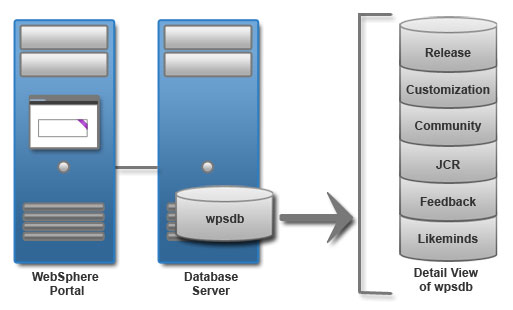 Release
Customization
Community
JCR
wpsdb
Feedback
Likeminds
WebSphere
Portal
Database
Server
Detail View
of wpsdb